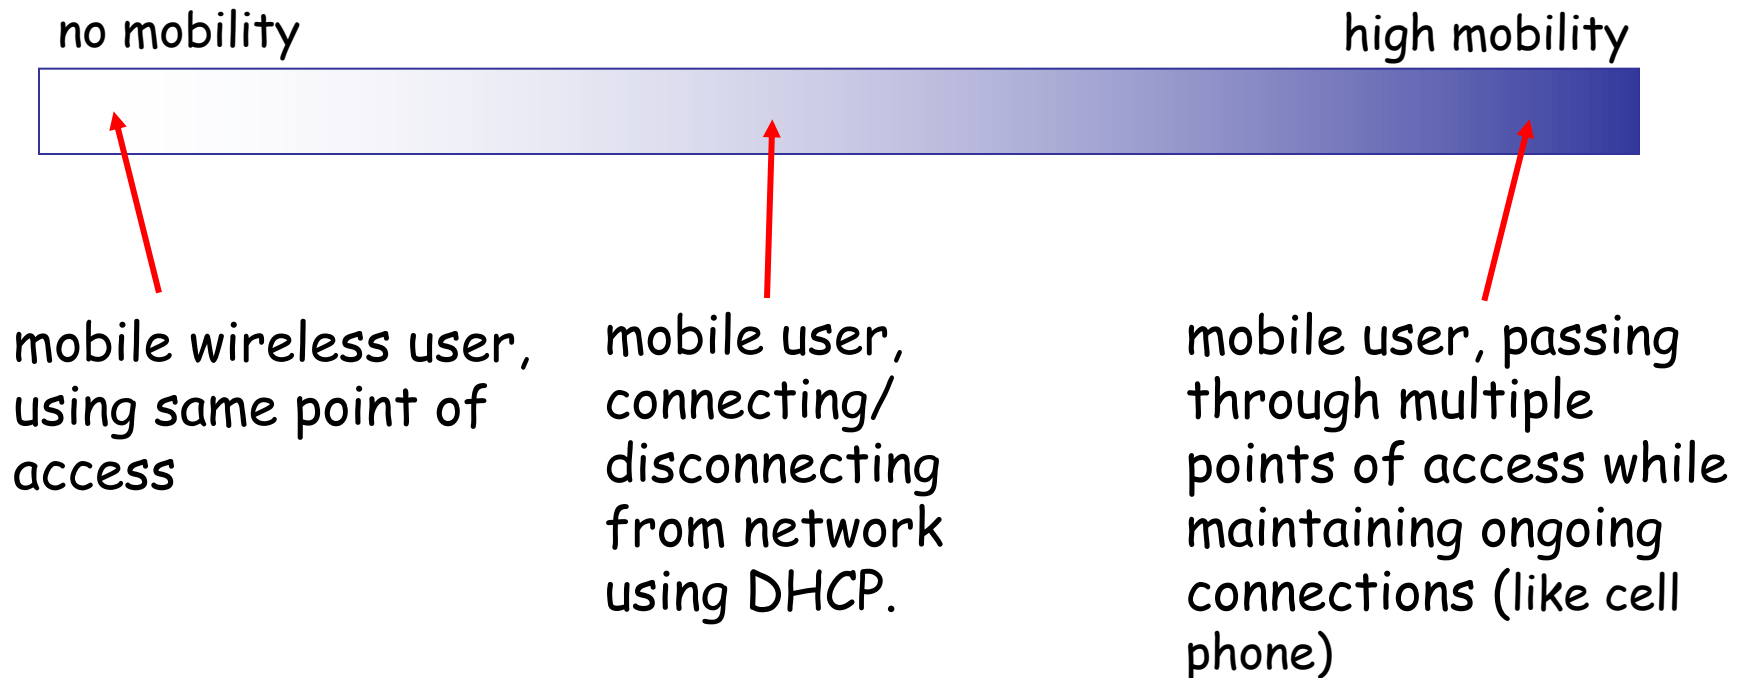 no mobility
high mobility
mobile wireless user,
using same point of
access
mobile user,
connecting/
disconnecting
from network
using DHCP.
mobile user, passing
through multiple
points of access while
maintaining ongoing
connections (like cell
phone)